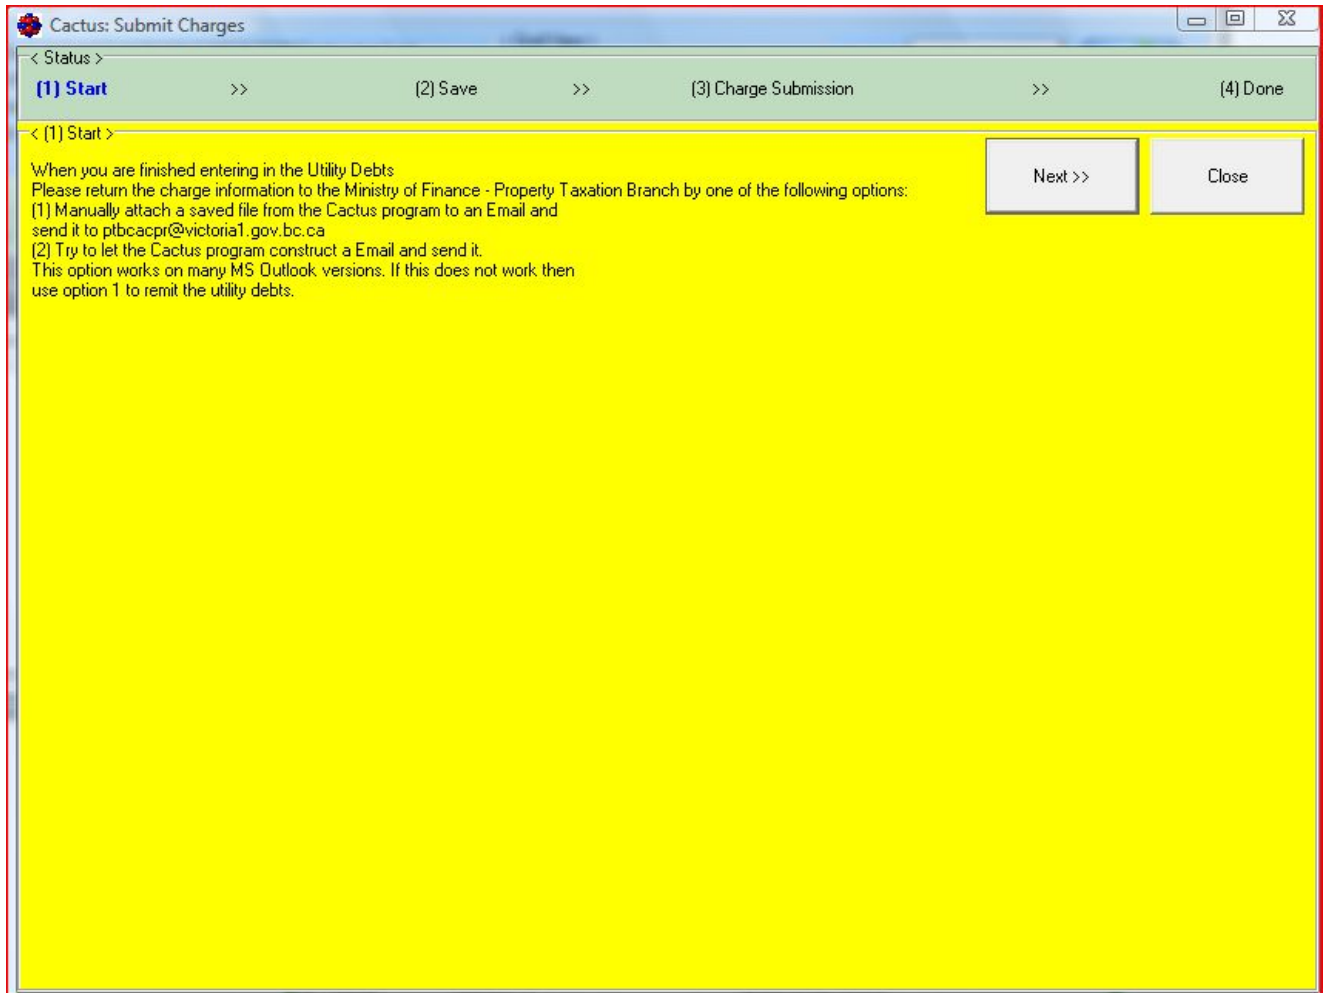 Cactus: Submit Charges
< Status >
(1) Start >> (2) Save >> (3) Charge Submission >> (4) Done
< (1) Start >
When you are finished entering in the Utility Debts
Please return the charge information to the Ministry of Finance - Property Taxation Branch by one of the following options:
(1) Manually attach a saved file from the Cactus program to an Email and
send it to ptbcacpr@victoria1.gov.bc.ca
(2) Try to let the Cactus program construct a Email and send it.
This option works on many MS Outlook versions. If this does not work then
use option 1 to remit the utility debts.
Next >>
Close